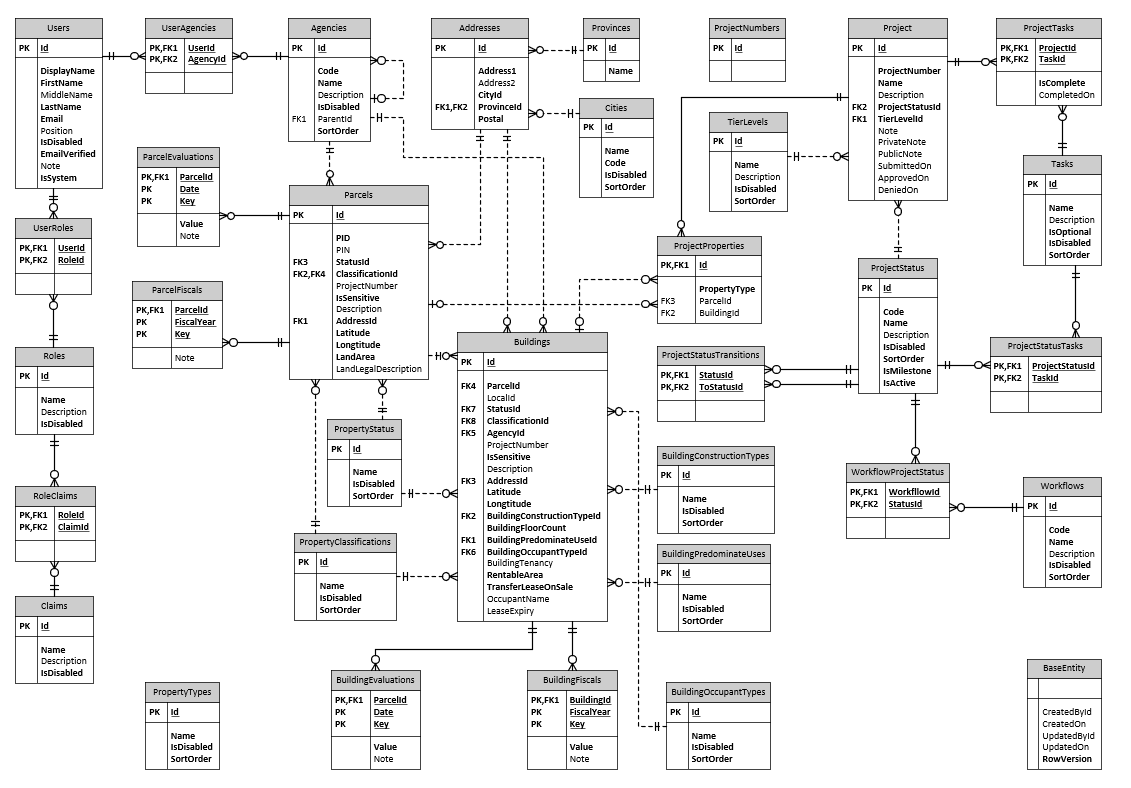 Users
PK Id
DisplayName
FirstName
MiddleName
LastName
Email
Position
IsDisabled
EmailVerified
Note
IsSystem
UserAgencies
PK,FK1 UserId
PK,FK2 AgencyId
Agencies
PK Id
Code
Name
Description
IsDisabled
FK1 ParentId
SortOrder
Addresses
PK Id
Address1
Address2
CityId
FK1,FK2 ProvinceId
Postal
Provinces
PK Id
Name
ProjectNumbers
PK Id
Project
PK Id
ProjectNumber
Name
Description
FK2 ProjectStatusId
FK1 TierLevelId
Note
PrivateNote
PublicNote
SubmittedOn
ApprovedOn
DeniedOn
ProjectTasks
PK,FK1 ProjectId
PK,FK2 TaskId
IsComplete
CompletedOn
Cities
PK Id
Name
Code
IsDisabled
SortOrder
TierLevels
PK Id
Name
Description
IsDisabled
SortOrder
ParcelEvaluations
PK,FK1 ParcelId
PK Date
PK Key
Value
Note
Tasks
PK Id
Name
Description
IsOptional
IsDisabled
SortOrder
Parcels
PK Id
PID
PIN
FK3 StatusId
FK2,FK4 ClassificationId
ProjectNumber
IsSensitive
Description
FK1 AddressId
Latitude
Longtitude
LandArea
LandLegalDescription
UserRoles
PK,FK1 UserId
PK,FK2 RoleId
ProjectProperties
PK,FK1 Id
PropertyType
FK3 ParcelId
FK2 BuildingId
ProjectStatus
PK Id
Code
Name
Description
IsDisabled
SortOrder
IsMilestone
IsActive
ParcelFiscals
PK,FK1 ParcelId
PK FiscalYear
PK Key
Note
Buildings
PK Id
FK4 ParcelId
LocalId
FK7 StatusId
FK8 ClassificationId
FK5 AgencyId
ProjectNumber
IsSensitive
Description
FK3 AddressId
Latitude
Longtitude
FK2 BuildingConstructionTypeId
BuildingFloorCount
FK1 BuildingPredominateUseId
FK6 BuildingOccupantTypeId
BuildingTenancy
RentableArea
TransferLeaseOnSale
OccupantName
LeaseExpiry
ProjectStatusTransitions
PK,FK1 StatusId
PK,FK2 ToStatusId
ProjectStatusTasks
PK,FK1 ProjectStatusId
PK,FK2 TaskId
Roles
PK Id
Name
Description
IsDisabled
PropertyStatus
PK Id
Name
IsDisabled
SortOrder
BuildingConstructionTypes
PK Id
Name
IsDisabled
SortOrder
WorkflowProjectStatus
PK,FK1 WorkfllowId
PK,FK2 StatusId
Workflows
PK Id
Code
Name
Description
IsDisabled
SortOrder
RoleClaims
PK,FK1 RoleId
PK,FK2 ClaimId
PropertyClassifications
PK Id
Name
IsDisabled
SortOrder
BuildingPredominateUses
PK Id
Name
IsDisabled
SortOrder
Claims
PK Id
Name
Description
IsDisabled
PropertyTypes
PK Id
Name
IsDisabled
SortOrder
BuildingEvaluations
PK,FK1 ParcelId
PK Date
PK Key
Value
Note
BuildingFiscals
PK,FK1 BuildingId
PK FiscalYear
PK Key
Value
Note
BuildingOccupantTypes
PK Id
Name
IsDisabled
SortOrder
BaseEntity
CreatedById
CreatedOn
UpdatedById
UpdatedOn
RowVersion